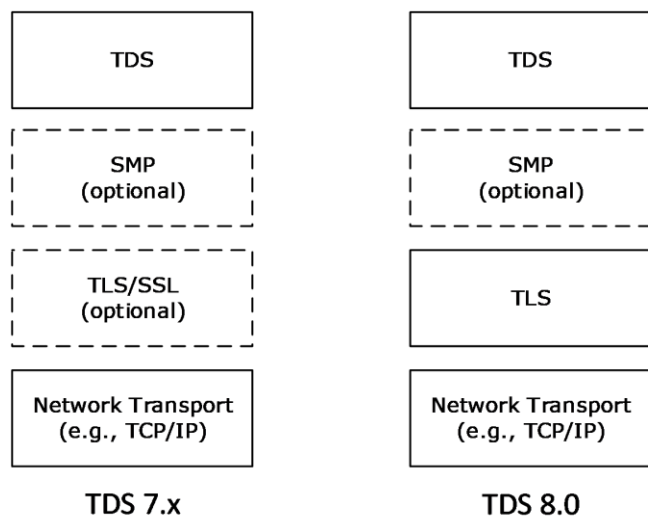 TDS
SMP
(optional)
TLS/SSL
(optional)
Network Transport
(e.g., TCP/IP)
TDS 7.x
TDS
SMP
(optional)
TLS
Network Transport
(e.g., TCP/IP)
TDS 8.0